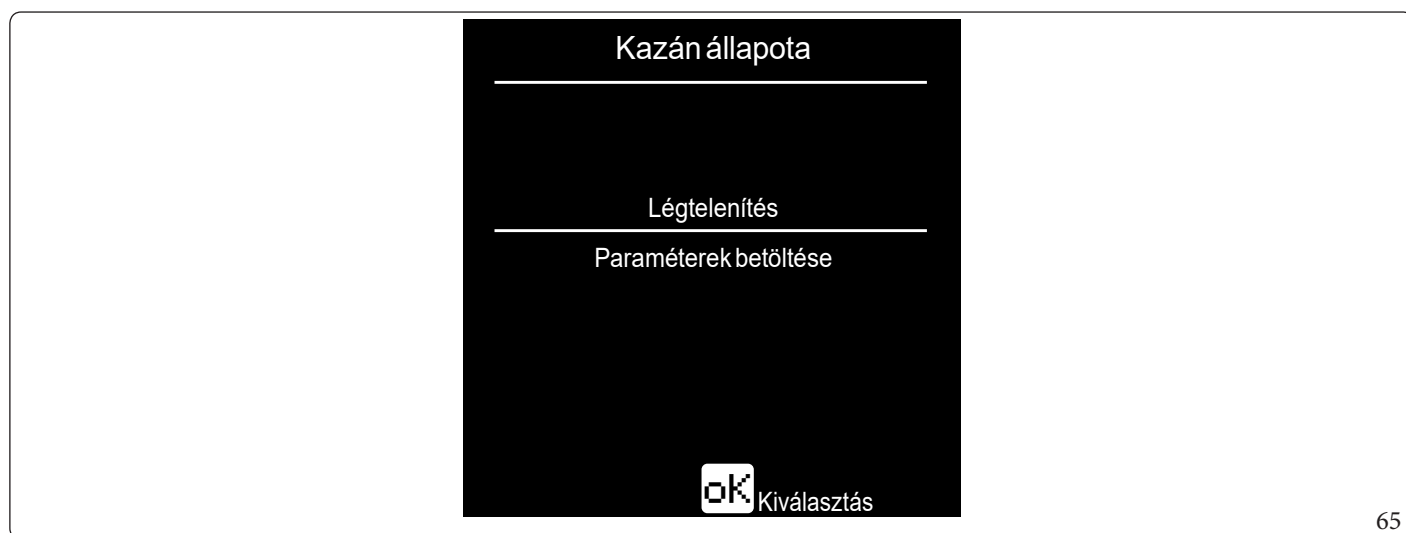 Kazán állapota
Légtelenítés
Paraméterek betöltése
oK Kiválasztás
65